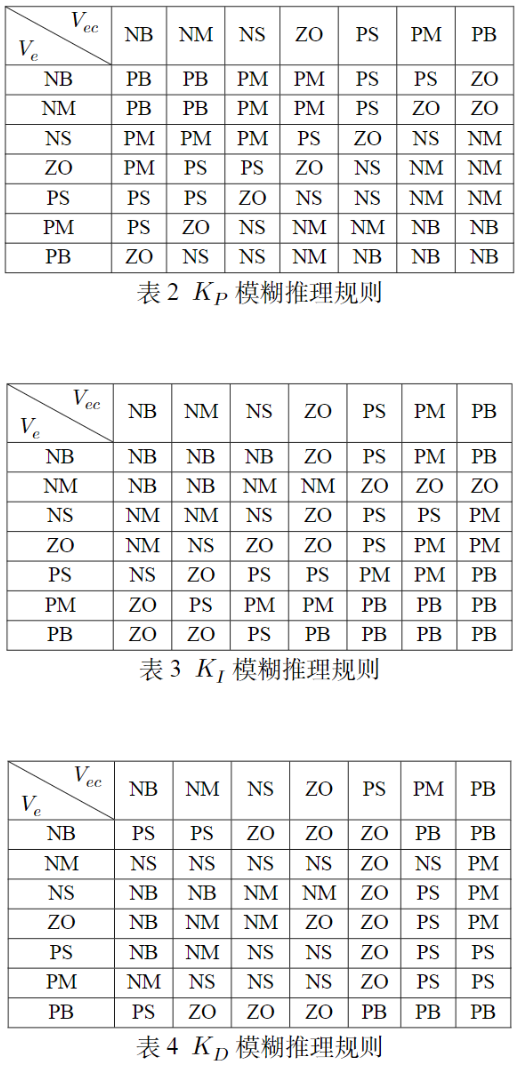 V_ec NB NM NS ZO PS PM PB
V_e
NB PB PB PM PM PS PS ZO
NM PB PB PM PM PS ZO ZO
NS PM PM PM PS ZO NS NM
ZO PM PS PS ZO NS NM NM
PS PS PS ZO NS NS NM NM
PM PS ZO NS NM NM NB NB
PB ZO NS NS NM NB NB NB
表 2 K_P 模糊推理规则
V_ec NB NM NS ZO PS PM PB
V_e
NB NB NB NB ZO PS PM PB
NM NB NB NM NM ZO ZO ZO
NS NM NM NS ZO PS PS PM
ZO NM NS ZO ZO PS PM PM
PS NS ZO PS PS PM PM PB
PM ZO PS PM PM PB PB PB
PB ZO ZO PS PB PB PB PB
表 3 K_I 模糊推理规则
V_ec NB NM NS ZO PS PM PB
V_e
NB PS PS ZO ZO ZO PB PB
NM NS NS NS NS ZO NS PM
NS NB NB NM NM ZO PS PM
ZO NB NM NM ZO ZO PS PM
PS NB NM NS NS ZO PS PS
PM NM NS NS NS ZO PS PS
PB PS ZO ZO ZO PB PB PB
表 4 K_D 模糊推理规则